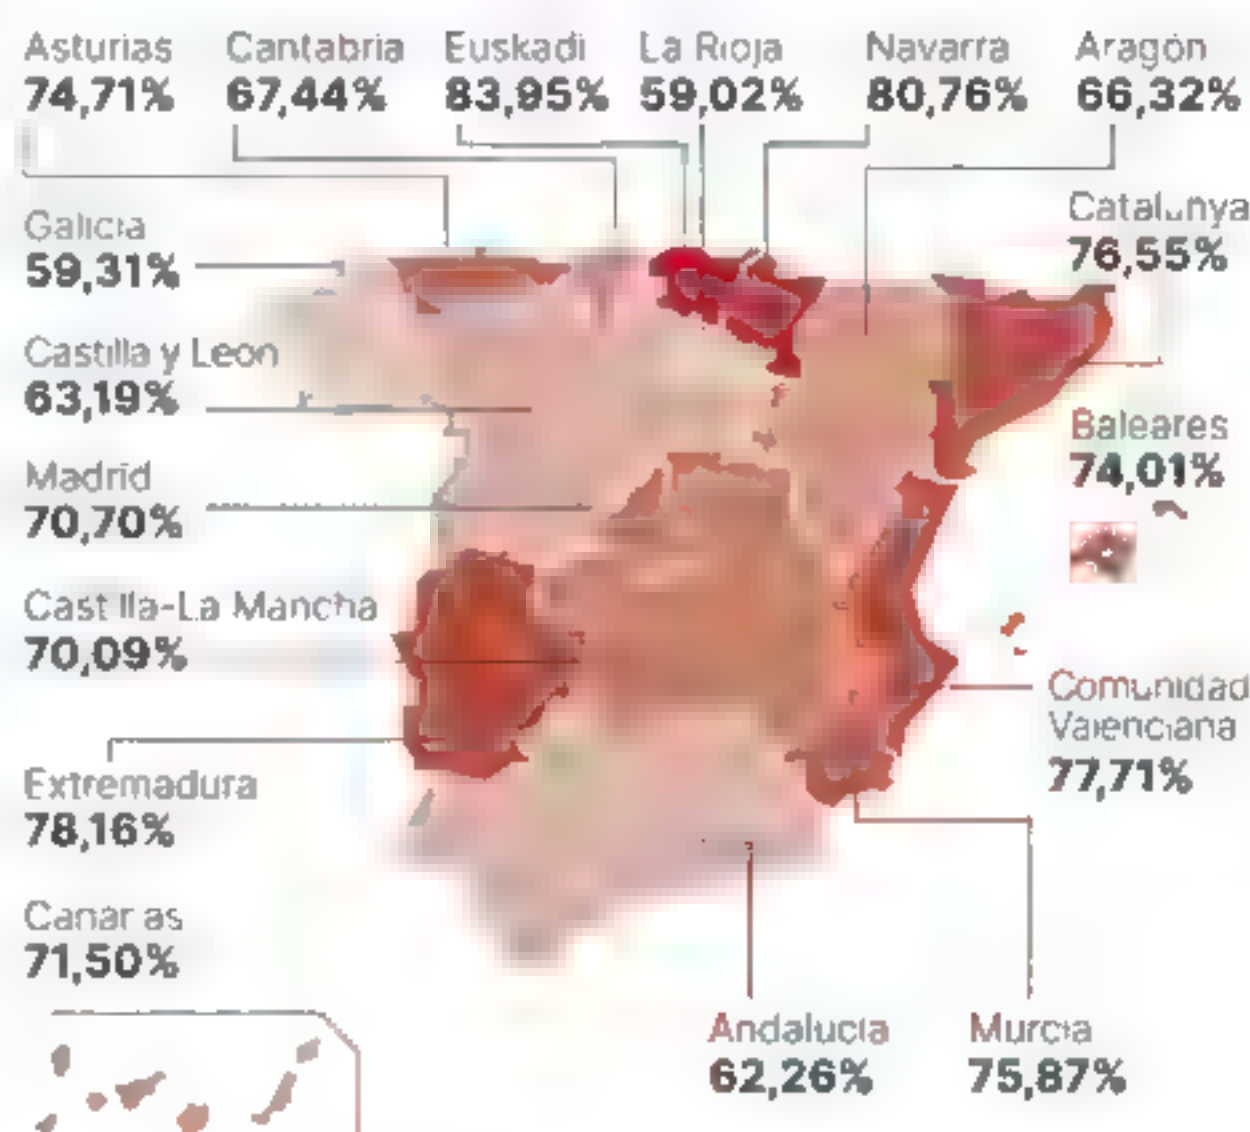 Asturias
74,71%
Cantabria
67,44%
Euskadi
83,95%
La Rioja
59,02%
Navarra
80,76%
Aragón
66,32%
Galicia
59,31%
Catalunya
76,55%
Castilla y León
63,19%
Baleares
74,01%
Madrid
70,70%
Castilla-La Mancha
70,09%
Comunidad
Valenciana
77,71%
Extremadura
78,16%
Canarias
71,50%
Andalucía
62,26%
Murcia
75,87%